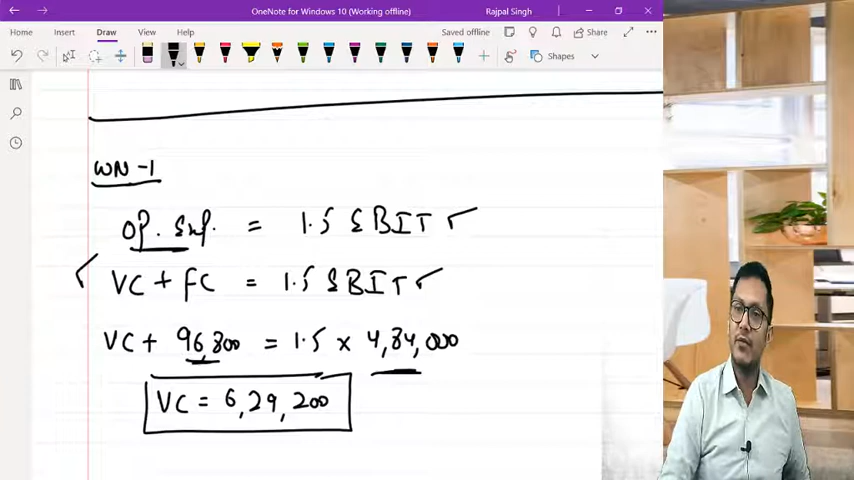 OneNote for Windows 10 (Working offline)
Rajpal Singh
Home Insert Draw View Help
Saved offline
Share
Shapes
WN -1
Op. Exp. = 1.5 EBIT
VC + FC = 1.5 EBIT
VC + 96,800 = 1.5 x 4,84,000
VC = 6,29,200